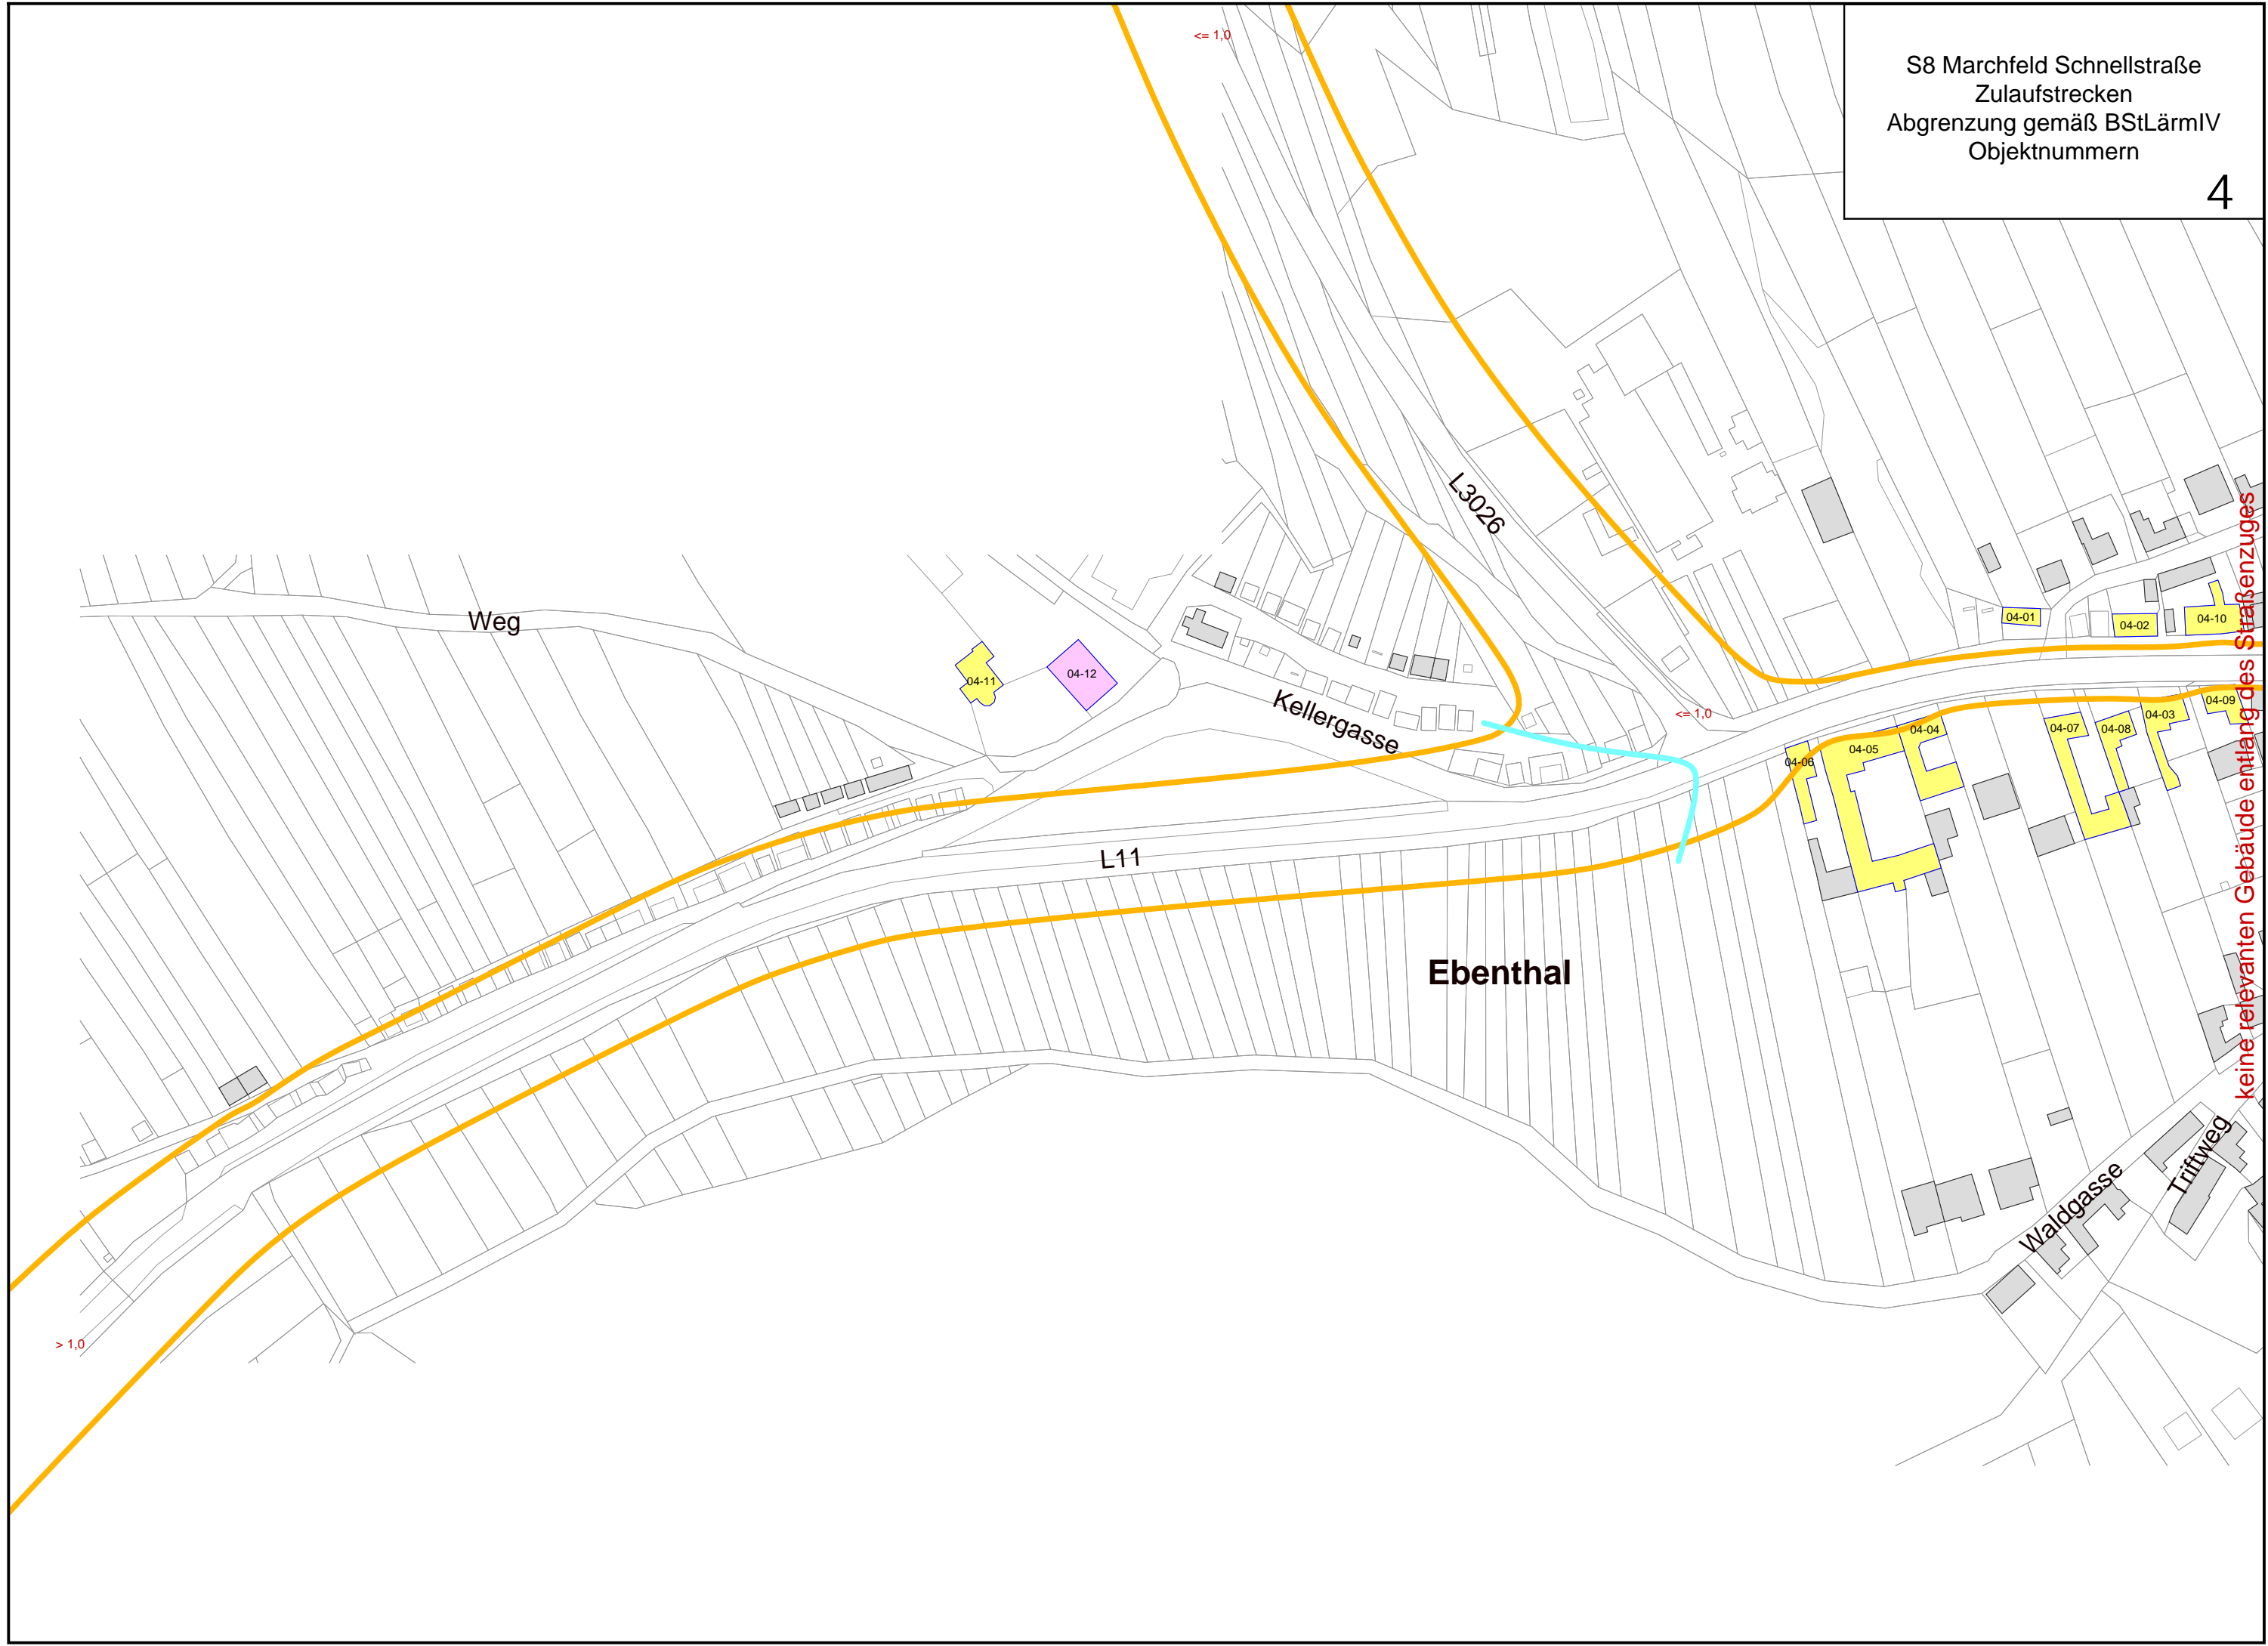 <= 1,0
S8 Marchfeld Schnellstraße
Zulaufstrecken
Abgrenzung gemäß BStLärmIV
Objektnummern
4
L3026
Weg
04-01
04-02
04-10
04-11
04-12
Kellergasse
<= 1,0
04-09
04-03
04-07
04-08
04-04
04-05
04-06
L11
Ebenthal
keine relevanten Gebäude entlang des Straßenzuges
Triftweg
Waldgasse
> 1,0